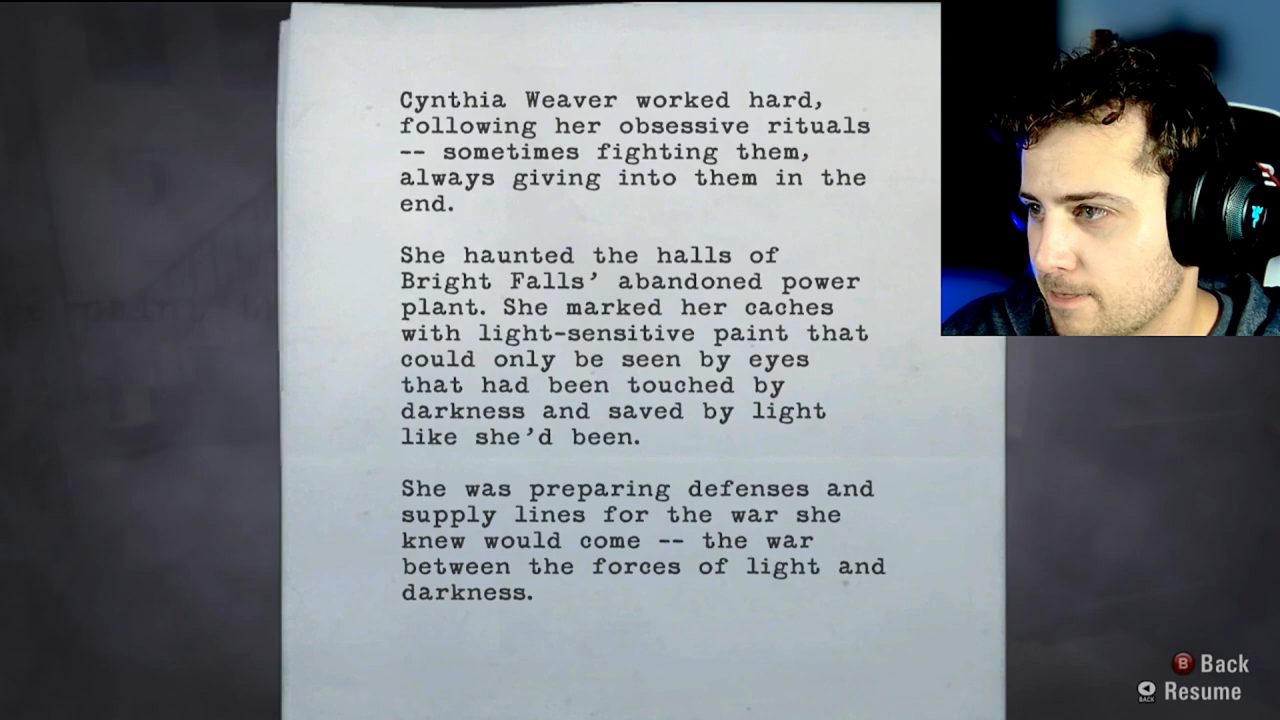 Cynthia Weaver worked hard,
following her obsessive rituals
-- sometimes fighting them,
always giving into them in the
end.
She haunted the halls of
Bright Falls’ abandoned power
plant. She marked her caches
with light-sensitive paint that
could only be seen by eyes
that had been touched by
darkness and saved by light
like she’d been.
She was preparing defenses and
supply lines for the war she
knew would come -- the war
between the forces of light and
darkness.
B Back
BACK Resume